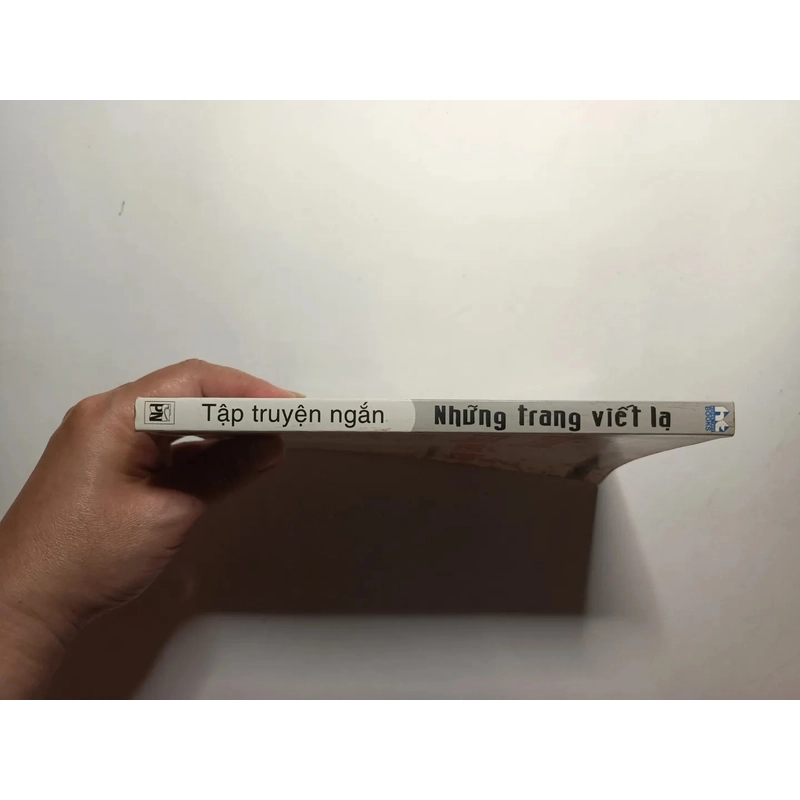 Tập truyện ngắn
Những trang viết lạ